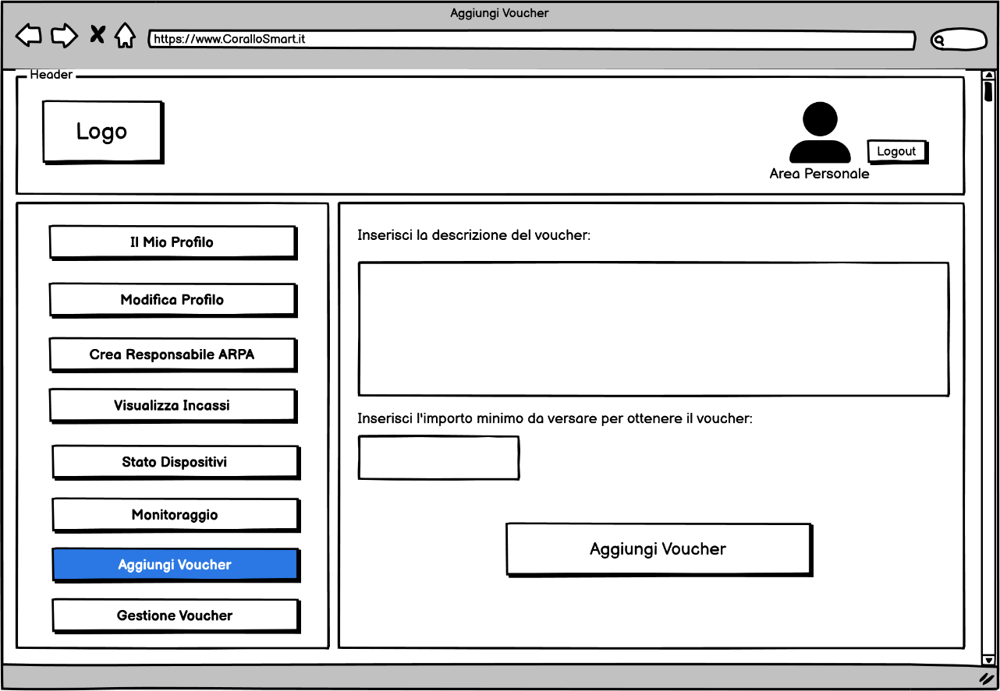 Aggiungi Voucher
https://www.CoralloSmart.it
Header
Logo
Logout
Area Personale
Il Mio Profilo
Modifica Profilo
Crea Responsabile ARPA
Visualizza Incassi
Stato Dispositivi
Monitoraggio
Aggiungi Voucher
Gestione Voucher
Inserisci la descrizione del voucher:
Inserisci l'importo minimo da versare per ottenere il voucher:
Aggiungi Voucher